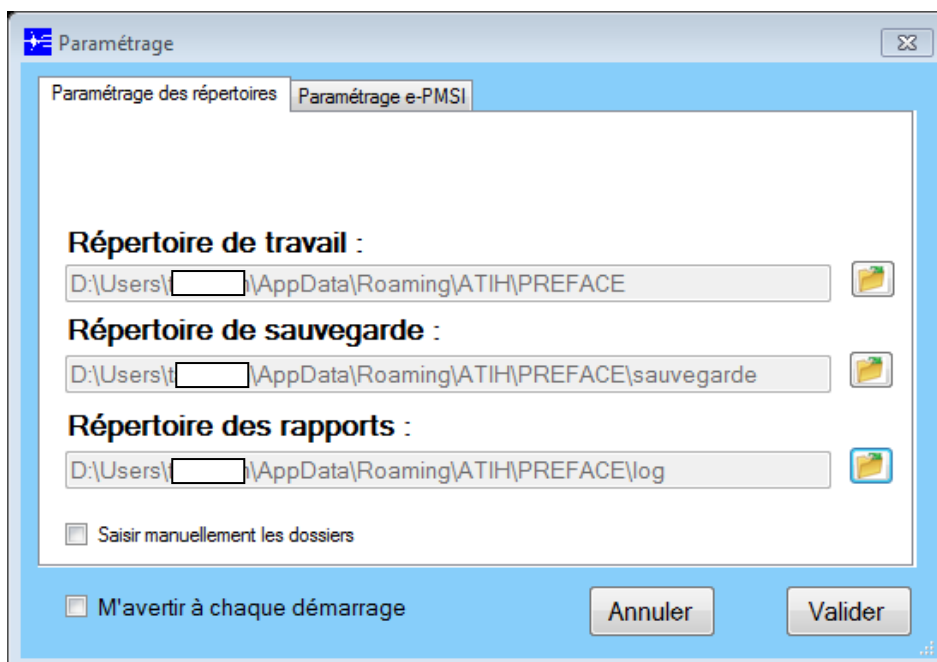 Paramétrage
Paramétrage des répertoires Paramétrage e-PMSI
Répertoire de travail :
D:\Users\ \AppData\Roaming\ATIH\PREFACE
Répertoire de sauvegarde :
D:\Users\t \AppData\Roaming\ATIH\PREFACE\sauvegarde
Répertoire des rapports :
D:\Users\ \AppData\Roaming\ATIH\PREFACE\log
Saisir manuellement les dossiers
M'avertir à chaque démarrage Annuler Valider